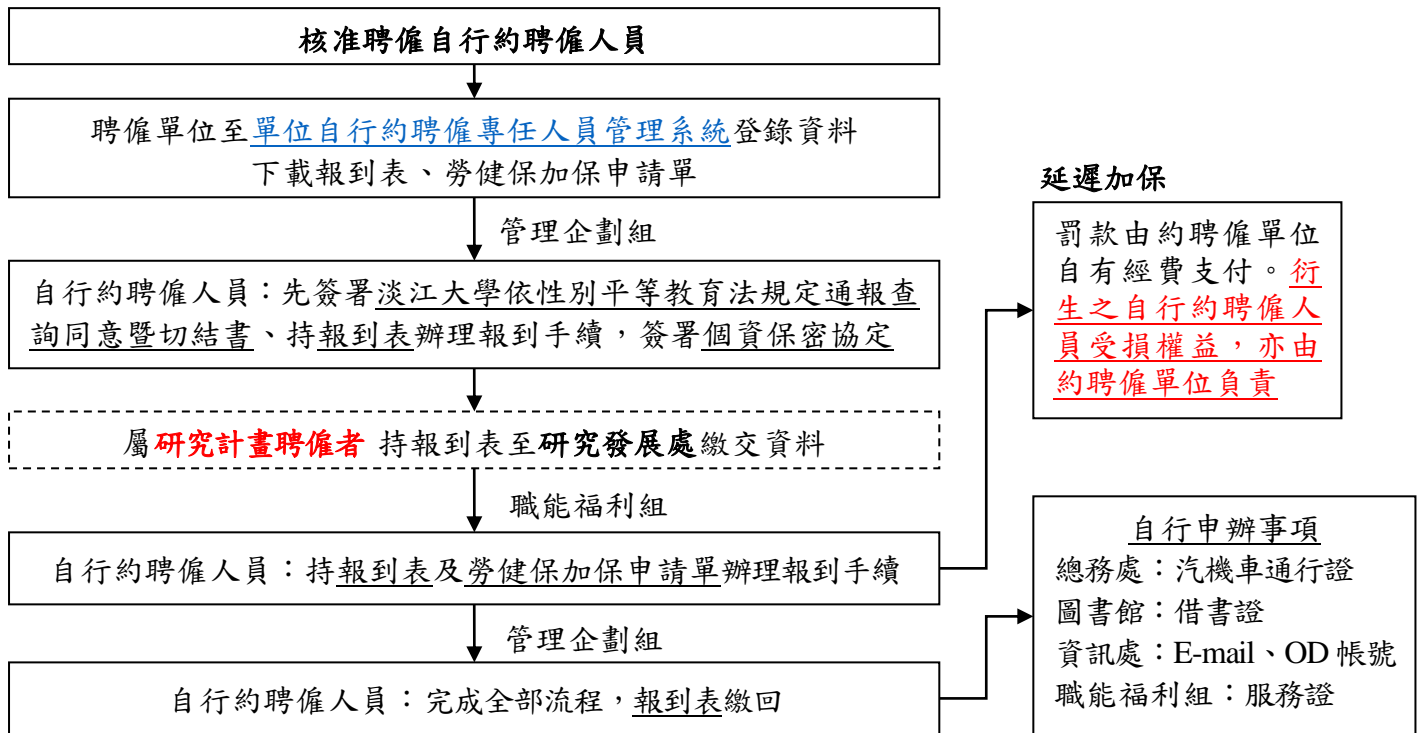 核准聘僱自行約聘僱人員
聘僱單位至單位自行約聘僱專任人員管理系統登錄資料
下載報到表、勞健保加保申請單
管理企劃組
自行約聘僱人員：先簽署淡江大學依性別平等教育法規定通報查
詢同意暨切結書、持報到表辦理報到手續，簽署個資保密協定
屬研究計畫聘僱者 持報到表至研究發展處繳交資料
職能福利組
自行約聘僱人員：持報到表及勞健保加保申請單辦理報到手續
管理企劃組
自行約聘僱人員：完成全部流程，報到表繳回
延遲加保
罰款由約聘僱單位
自有經費支付。衍
生之自行約聘僱人
員受損權益，亦由
約聘僱單位負責
自行申辦事項
總務處：汽機車通行證
圖書館：借書證
資訊處：E-mail、OD 帳號
職能福利組：服務證